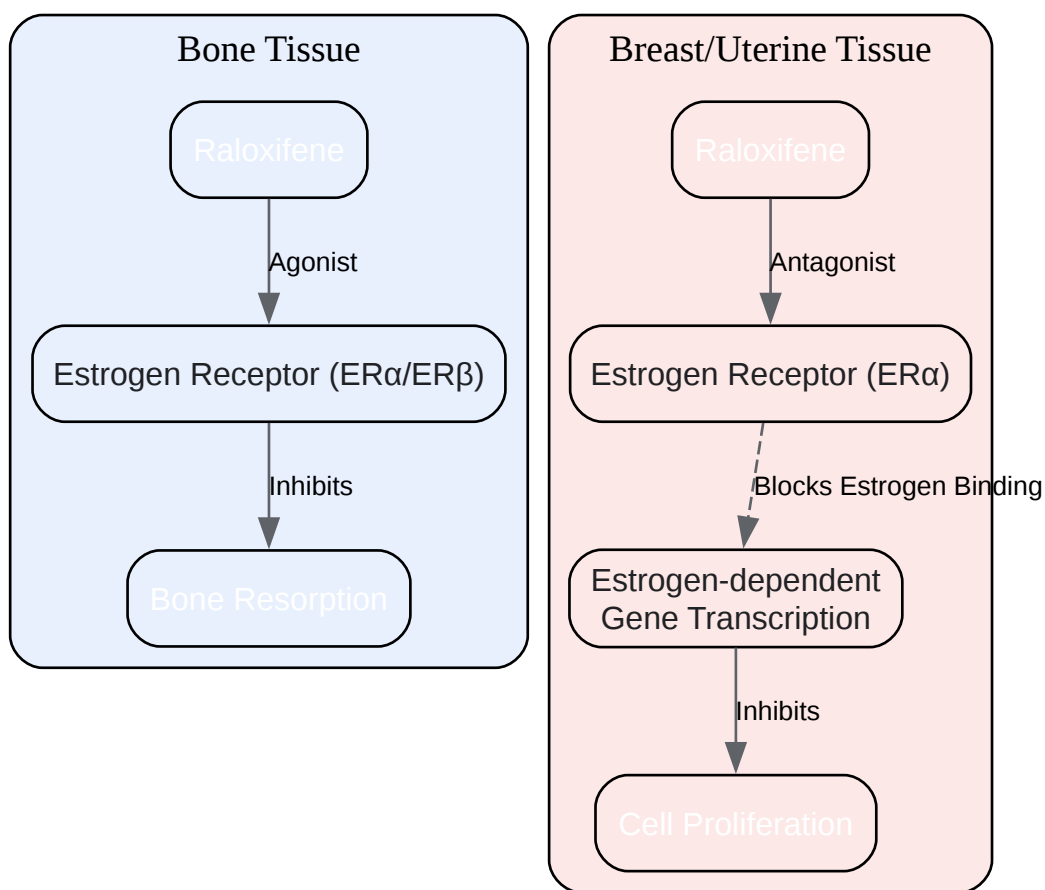 Bone Tissue
Raloxifene
Agonist
Estrogen Receptor (ERα/ERβ)
Inhibits
Bone Resorption
Breast/Uterine Tissue
Raloxifene
Antagonist
Estrogen Receptor (ERα)
Blocks Estrogen Binding
Estrogen-dependent
Gene Transcription
Inhibits
Cell Proliferation